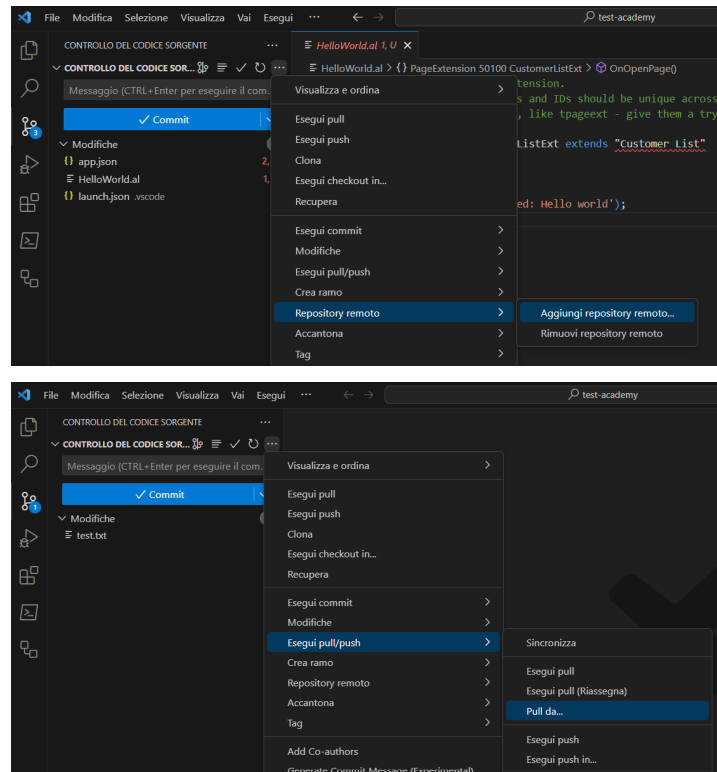 File Modifica Selezione Visualizza Vai Esegui ··· ← → test-academy
CONTROLLO DEL CODICE SORGENTE ···
HelloWorld.al 1, U ×
CONTROLLO DEL CODICE SOR... ···
HelloWorld.al > {} PageExtension 50100 CustomerListExt > OnOpenPage()
Messaggio (CTRL+Enter per eseguire il com.
Commit
Modifiche
{} app.json 2,
HelloWorld.al 1,
{} launch.json .vscode
3
Visualizza e ordina
Esegui pull
Esegui push
Clona
Esegui checkout in...
Recupera
Esegui commit
Modifiche
Esegui pull/push
Crea ramo
Repository remoto
Accantona
Tag
Aggiungi repository remoto...
Rimuovi repository remoto
tension.
s and IDs should be unique across
, like tpageext - give them a try
ListExt extends "Customer List"
ed: Hello world');
File Modifica Selezione Visualizza Vai Esegui ··· ← → test-academy
CONTROLLO DEL CODICE SORGENTE ···
CONTROLLO DEL CODICE SOR... ···
Messaggio (CTRL+Enter per eseguire il com.
Commit
Modifiche
test.txt
1
Visualizza e ordina
Esegui pull
Esegui push
Clona
Esegui checkout in...
Recupera
Esegui commit
Modifiche
Esegui pull/push
Crea ramo
Repository remoto
Accantona
Tag
Add Co-authors
Generate Commit Message (Experimental)
Sincronizza
Esegui pull
Esegui pull (Riassegna)
Pull da...
Esegui push
Esegui push in...